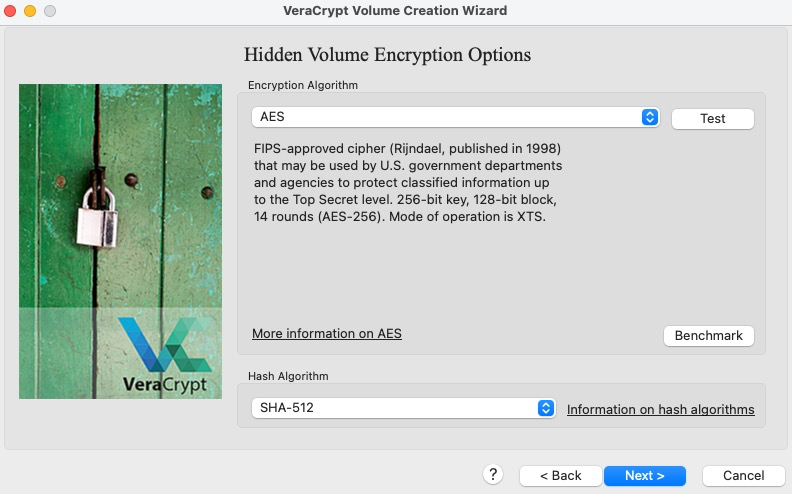 VeraCrypt Volume Creation Wizard
Hidden Volume Encryption Options
Encryption Algorithm
AES
Test
FIPS-approved cipher (Rijndael, published in 1998)
that may be used by U.S. government departments
and agencies to protect classified information up
to the Top Secret level. 256-bit key, 128-bit block,
14 rounds (AES-256). Mode of operation is XTS.
More information on AES
Benchmark
VeraCrypt
Hash Algorithm
SHA-512
Information on hash algorithms
?
< Back
Next >
Cancel